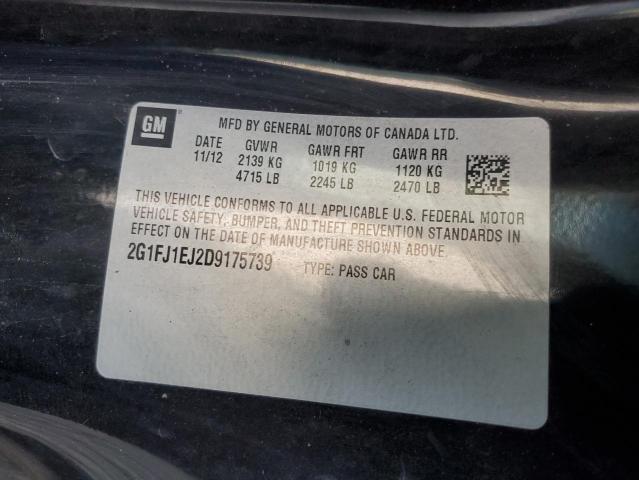 GM
MFD BY GENERAL MOTORS OF CANADA LTD.
DATE GVWR GAWR FRT GAWR RR
11/12 2139 KG 1019 KG 1120 KG
4715 LB 2245 LB 2470 LB
THIS VEHICLE CONFORMS TO ALL APPLICABLE U.S. FEDERAL MOTOR
VEHICLE SAFETY, BUMPER, AND THEFT PREVENTION STANDARDS IN
EFFECT ON THE DATE OF MANUFACTURE SHOWN ABOVE.
2G1FJ1EJ2D9175739 TYPE: PASS CAR